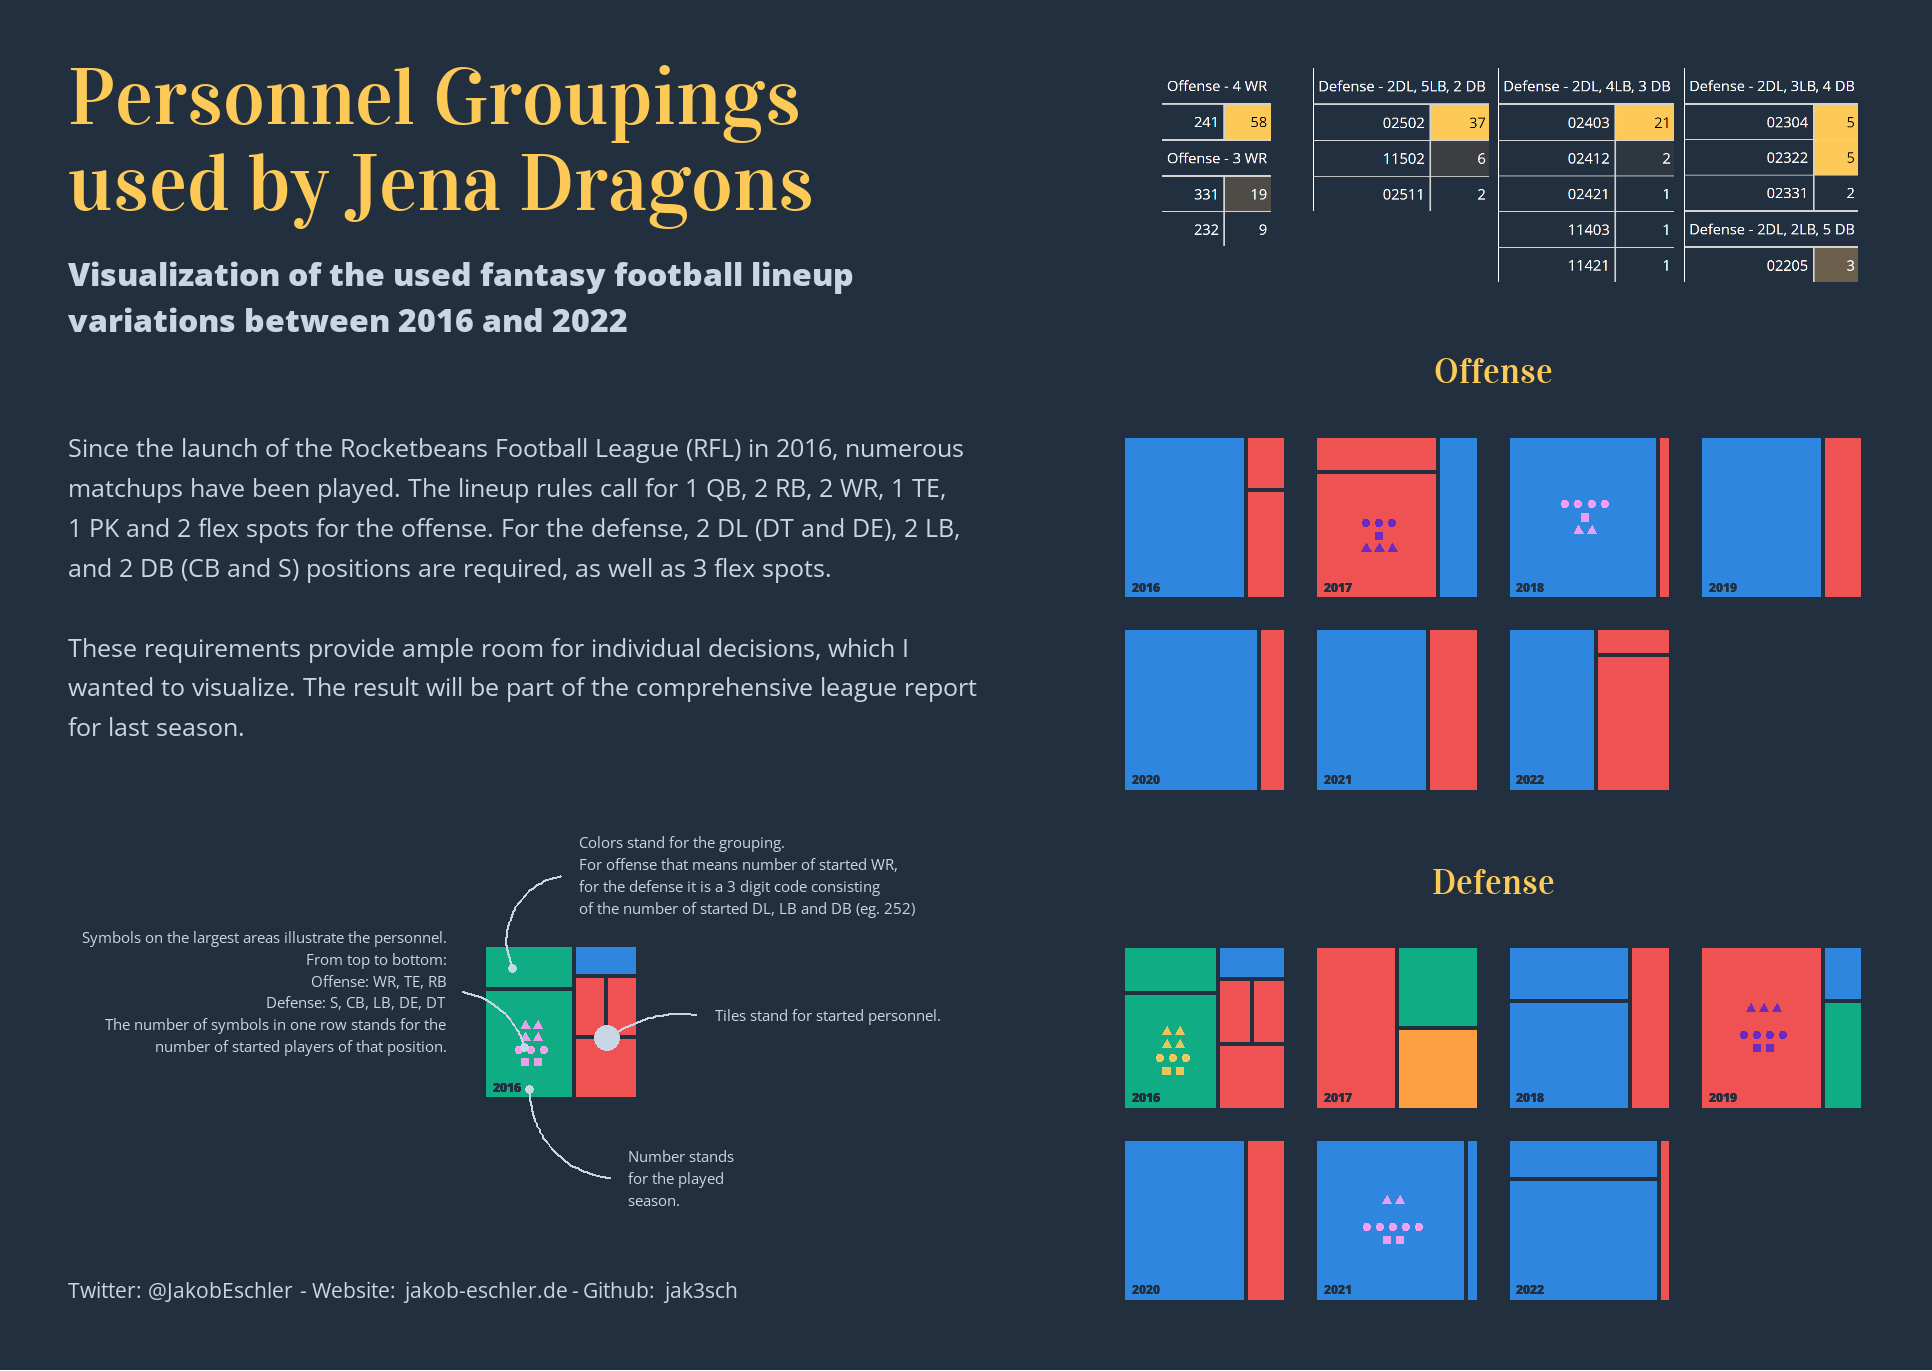 Personnel Groupings
used by Jena Dragons
Visualization of the used fantasy football lineup
variations between 2016 and 2022
Since the launch of the Rocketbeans Football League (RFL) in 2016, numerous
matchups have been played. The lineup rules call for 1 QB, 2 RB, 2 WR, 1 TE,
1 PK and 2 flex spots for the offense. For the defense, 2 DL (DT and DE), 2 LB,
and 2 DB (CB and S) positions are required, as well as 3 flex spots.
These requirements provide ample room for individual decisions, which I
wanted to visualize. The result will be part of the comprehensive league report
for last season.
Colors stand for the grouping.
For offense that means number of started WR,
for the defense it is a 3 digit code consisting
of the number of started DL, LB and DB (eg. 252)
Symbols on the largest areas illustrate the personnel.
From top to bottom:
Offense: WR, TE, RB
Defense: S, CB, LB, DE, DT
The number of symbols in one row stands for the
number of started players of that position.
Tiles stand for started personnel.
2016
Number stands
for the played
season.
Twitter: @JakobEschler - Website: jakob-eschler.de - Github: jak3sch
Offense - 4 WR
241 58
Offense - 3 WR
331 19
232 9
Defense - 2DL, 5LB, 2 DB
02502 37
11502 6
02511 2
Defense - 2DL, 4LB, 3 DB
02403 21
02412 2
02421 1
11403 1
11421 1
Defense - 2DL, 3LB, 4 DB
02304 5
02322 5
02331 2
Defense - 2DL, 2LB, 5 DB
02205 3
Offense
2016 2017 2018 2019
2020 2021 2022
Defense
2016 2017 2018 2019
2020 2021 2022